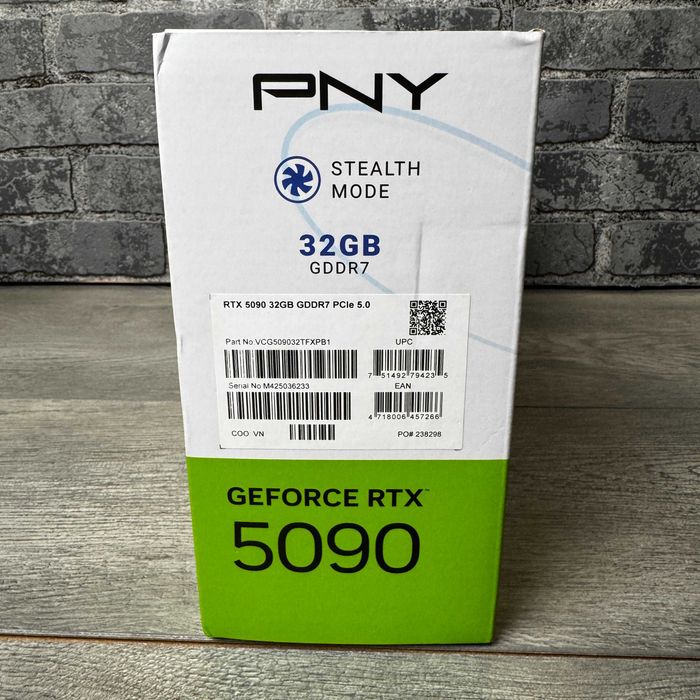 PNY
STEALTH
MODE
32GB
GDDR7
RTX 5090 32GB GDDR7 PCIe 5.0
Part No VCG509032TFXPB1
UPC
7 51492 79423 5
Serial No M425036233
EAN
4 718006 457266
COO VN
PO# 238298
GEFORCE RTX™
5090